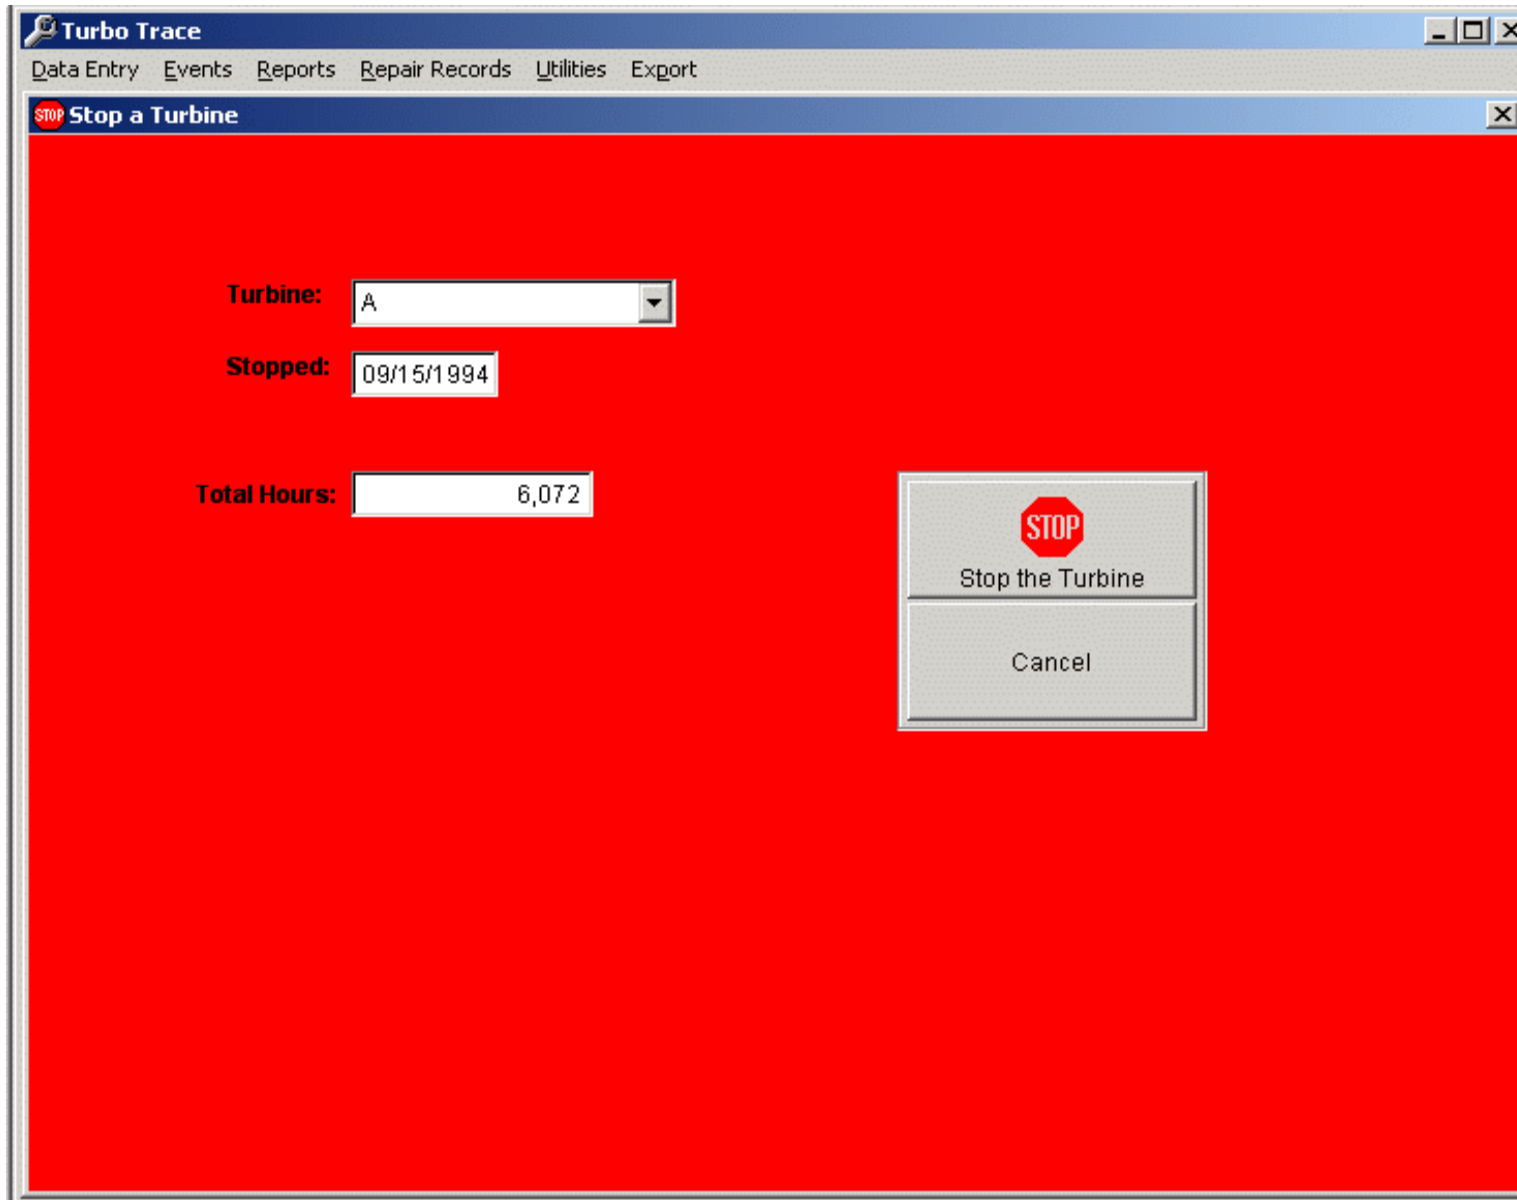 Turbo Trace
Data Entry Events Reports Repair Records Utilities Export
STOP Stop a Turbine
Turbine: A
Stopped: 09/15/1994
Total Hours: 6,072
STOP
Stop the Turbine
Cancel